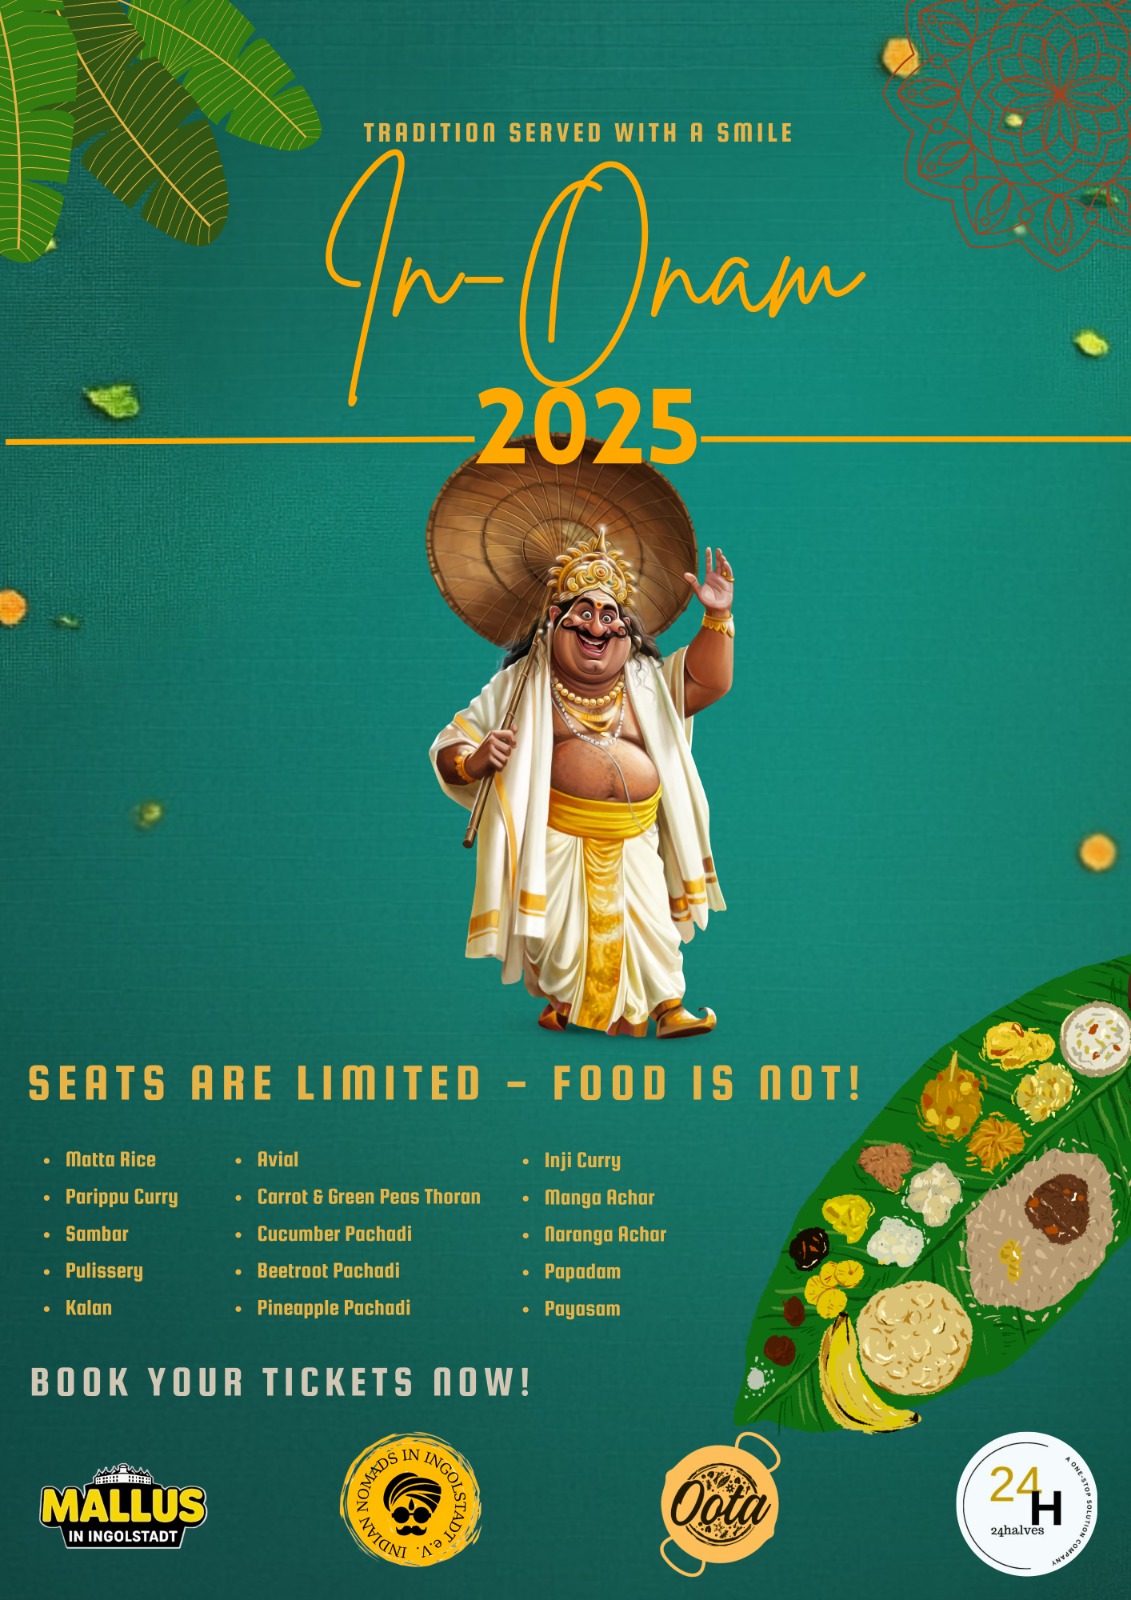 TRADITION SERVED WITH A SMILE
In-Onam
2025
SEATS ARE LIMITED – FOOD IS NOT!
• Matta Rice
• Parippu Curry
• Sambar
• Pulissery
• Kalan
• Avial
• Carrot & Green Peas Thoran
• Cucumber Pachadi
• Beetroot Pachadi
• Pineapple Pachadi
• Inji Curry
• Manga Achar
• Naranga Achar
• Papadam
• Payasam
BOOK YOUR TICKETS NOW!
MALLUS
IN INGOLSTADT
INDIAN NOMADS IN INGOLSTADT e.V.
Oota
24H
24halves
A ONE-STOP SOLUTION COMPANY